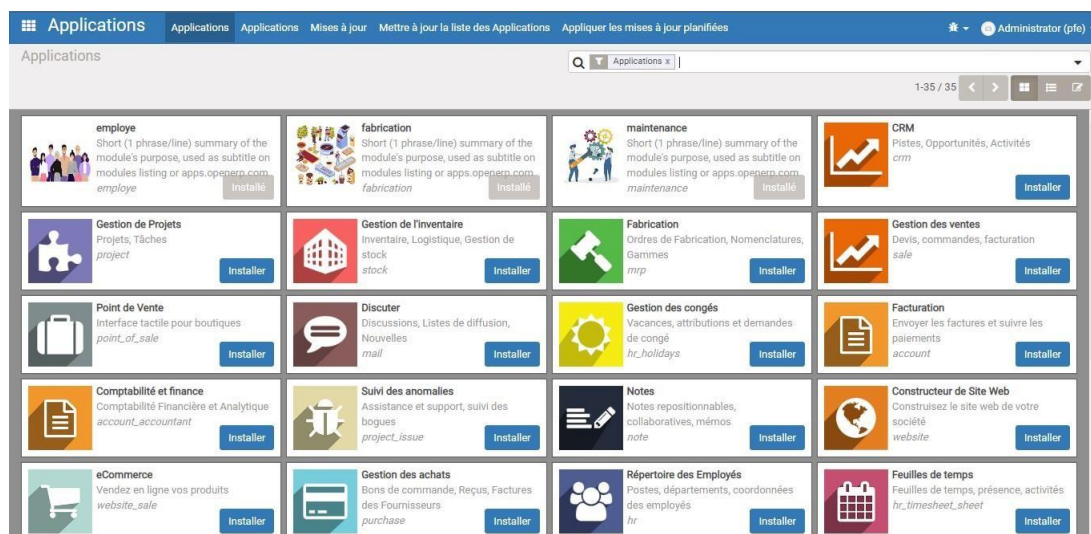 Applications
Applications Applications Mises à jour Mettre à jour la liste des Applications Appliquer les mises à jour planifiées
Administrator (pfe)
Applications
Applications x
1-35 / 35
employe
Short (1 phrase/line) summary of the
module's purpose, used as subtitle on
modules listing or apps.openerp.com
employe
Installé
fabrication
Short (1 phrase/line) summary of the
module's purpose, used as subtitle on
modules listing or apps.openerp.com
fabrication
Installé
maintenance
Short (1 phrase/line) summary of the
module's purpose, used as subtitle on
modules listing or apps.openerp.com
maintenance
Installé
CRM
Pistes, Opportunités, Activités
crm
Installer
Gestion de Projets
Projets, Tâches
project
Installer
Gestion de l'inventaire
Inventaire, Logistique, Gestion de
stock
stock
Installer
Fabrication
Ordres de Fabrication, Nomenclatures,
Gammes
mrp
Installer
Gestion des ventes
Devis, commandes, facturation
sale
Installer
Point de Vente
Interface tactile pour boutiques
point_of_sale
Installer
Discuter
Discussions, Listes de diffusion,
Nouvelles
mail
Installer
Gestion des congés
Vacances, attributions et demandes
de congé
hr_holidays
Installer
Facturation
Envoyer les factures et suivre les
paiements
account
Installer
Comptabilité et finance
Comptabilité Financière et Analytique
account_accountant
Installer
Suivi des anomalies
Assistance et support, suivi des
bogues
project_issue
Installer
Notes
Notes repositionnables,
collaboratives, mémos
note
Installer
Constructeur de Site Web
Construisez le site web de votre
société
website
Installer
eCommerce
Vendez en ligne vos produits
website_sale
Installer
Gestion des achats
Bons de commande, Reçus, Factures
des Fournisseurs
purchase
Installer
Répertoire des Employés
Postes, départements, coordonnées
des employés
hr
Installer
Feuilles de temps
Feuilles de temps, présence, activités
hr_timesheet_sheet
Installer